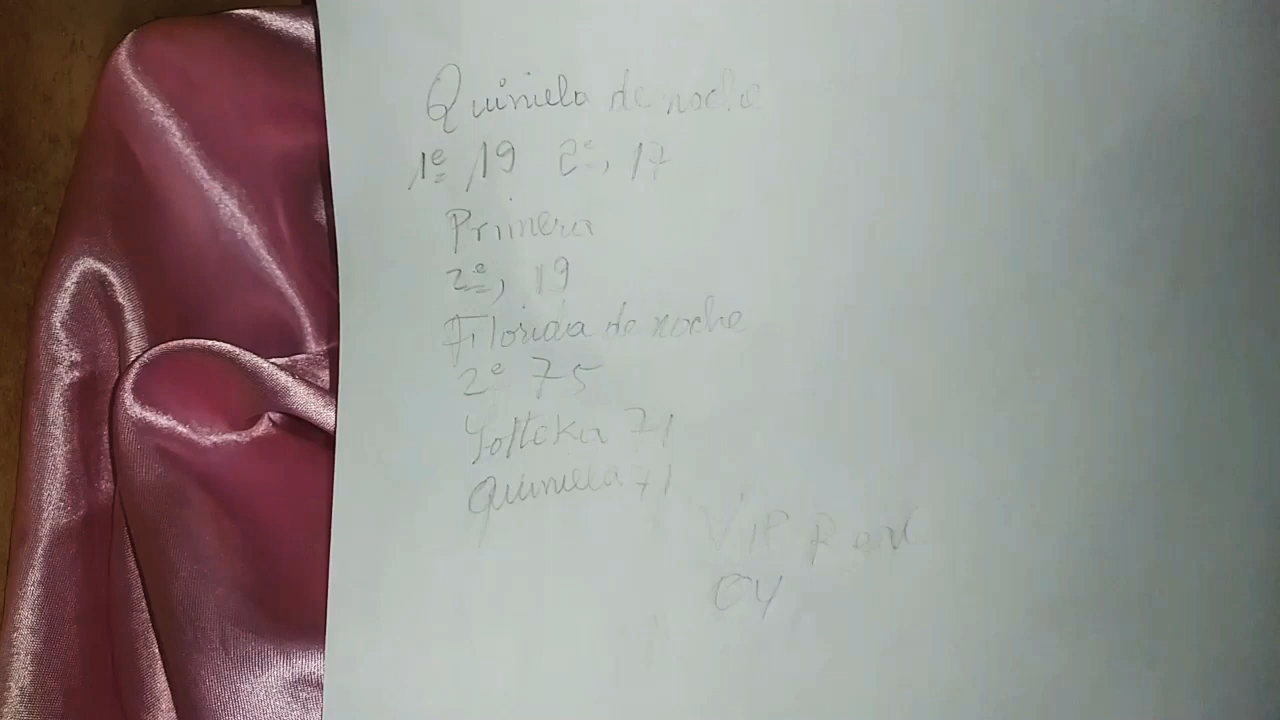 Quiniela de noche
1º 19 2º, 17
Primera
2º, 19
Florida de noche
2º 75
Yolteka 71
Quiniela 71
VIP
04